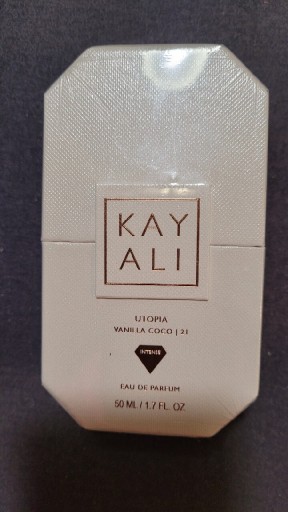 KAY
ALI
UTOPIA
VANILLA COCO | 21
INTENSE
EAU DE PARFUM
50 ML / 1.7 FL. OZ